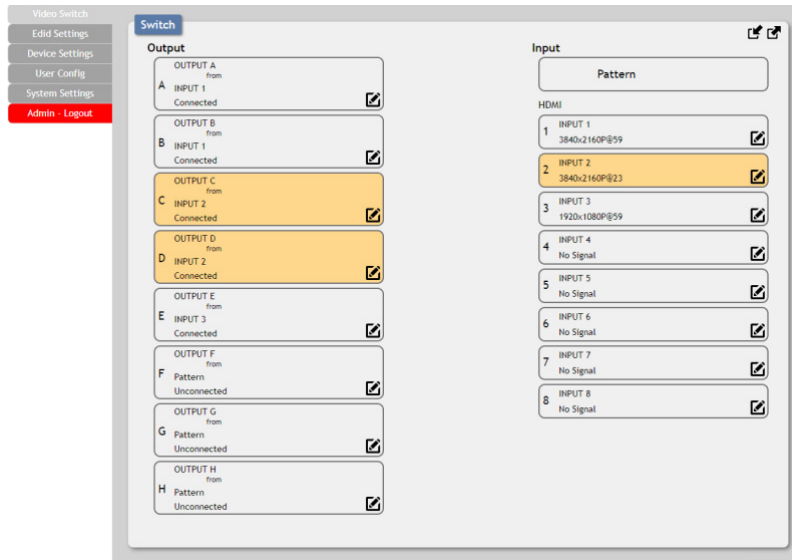 Video Switch
Edid Settings
Device Settings
User Config
System Settings
Admin - Logout
Switch
Output
OUTPUT A
from
A
INPUT 1
Connected
OUTPUT B
from
B
INPUT 1
Connected
OUTPUT C
from
C
INPUT 2
Connected
OUTPUT D
from
D
INPUT 2
Connected
OUTPUT E
from
E
INPUT 3
Connected
OUTPUT F
from
F
Pattern
Unconnected
OUTPUT G
from
G
Pattern
Unconnected
OUTPUT H
from
H
Pattern
Unconnected
Input
Pattern
HDMI
1
INPUT 1
3840x2160P@59
2
INPUT 2
3840x2160P@23
3
INPUT 3
1920x1080P@59
4
INPUT 4
No Signal
5
INPUT 5
No Signal
6
INPUT 6
No Signal
7
INPUT 7
No Signal
8
INPUT 8
No Signal